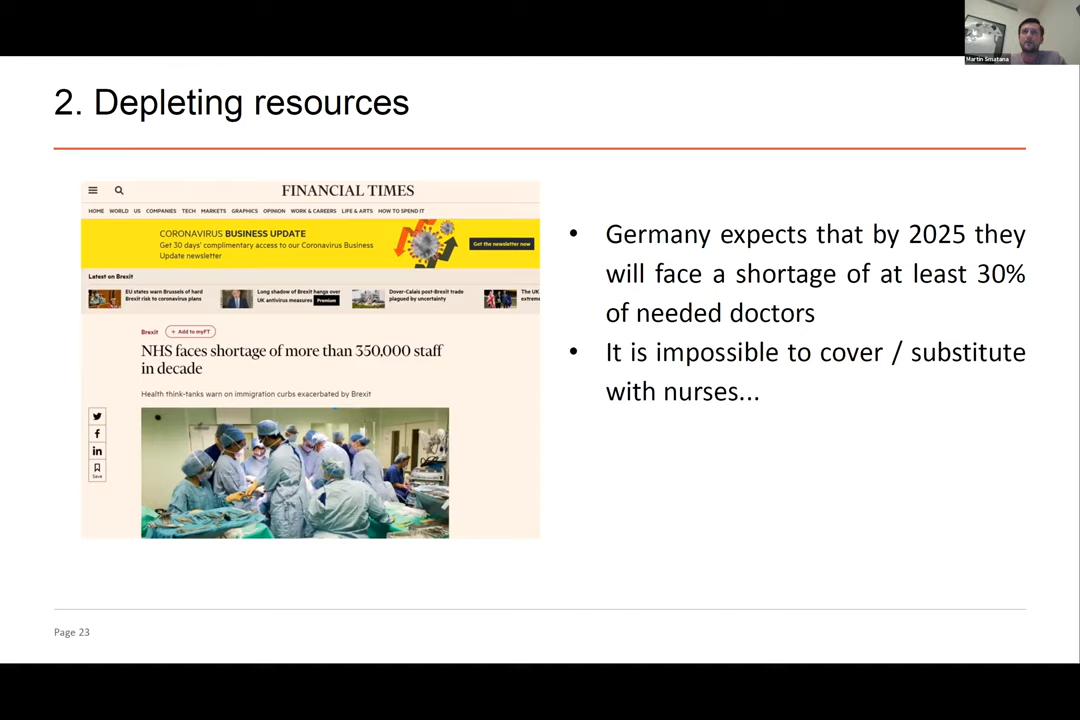 Martin Smatana
2. Depleting resources
FINANCIAL TIMES
HOME WORLD US COMPANIES TECH MARKETS GRAPHICS OPINION WORK & CAREERS LIFE & ARTS HOW TO SPEND IT
CORONAVIRUS BUSINESS UPDATE
Get 30 days' complimentary access to our Coronavirus Business
Update newsletter
Get the newsletter now
Latest on Brexit
EU states warn Brussels of hard
Brexit risk to coronavirus plans
Long shadow of Brexit hangs over
UK antivirus measures Premium
Dover-Calais post-Brexit trade
plagued by uncertainty
The UK
extreme
Brexit + Add to myFT
NHS faces shortage of more than 350,000 staff
in decade
Health think-tanks warn on immigration curbs exacerbated by Brexit
Save
• Germany expects that by 2025 they
will face a shortage of at least 30%
of needed doctors
• It is impossible to cover / substitute
with nurses...
Page 23